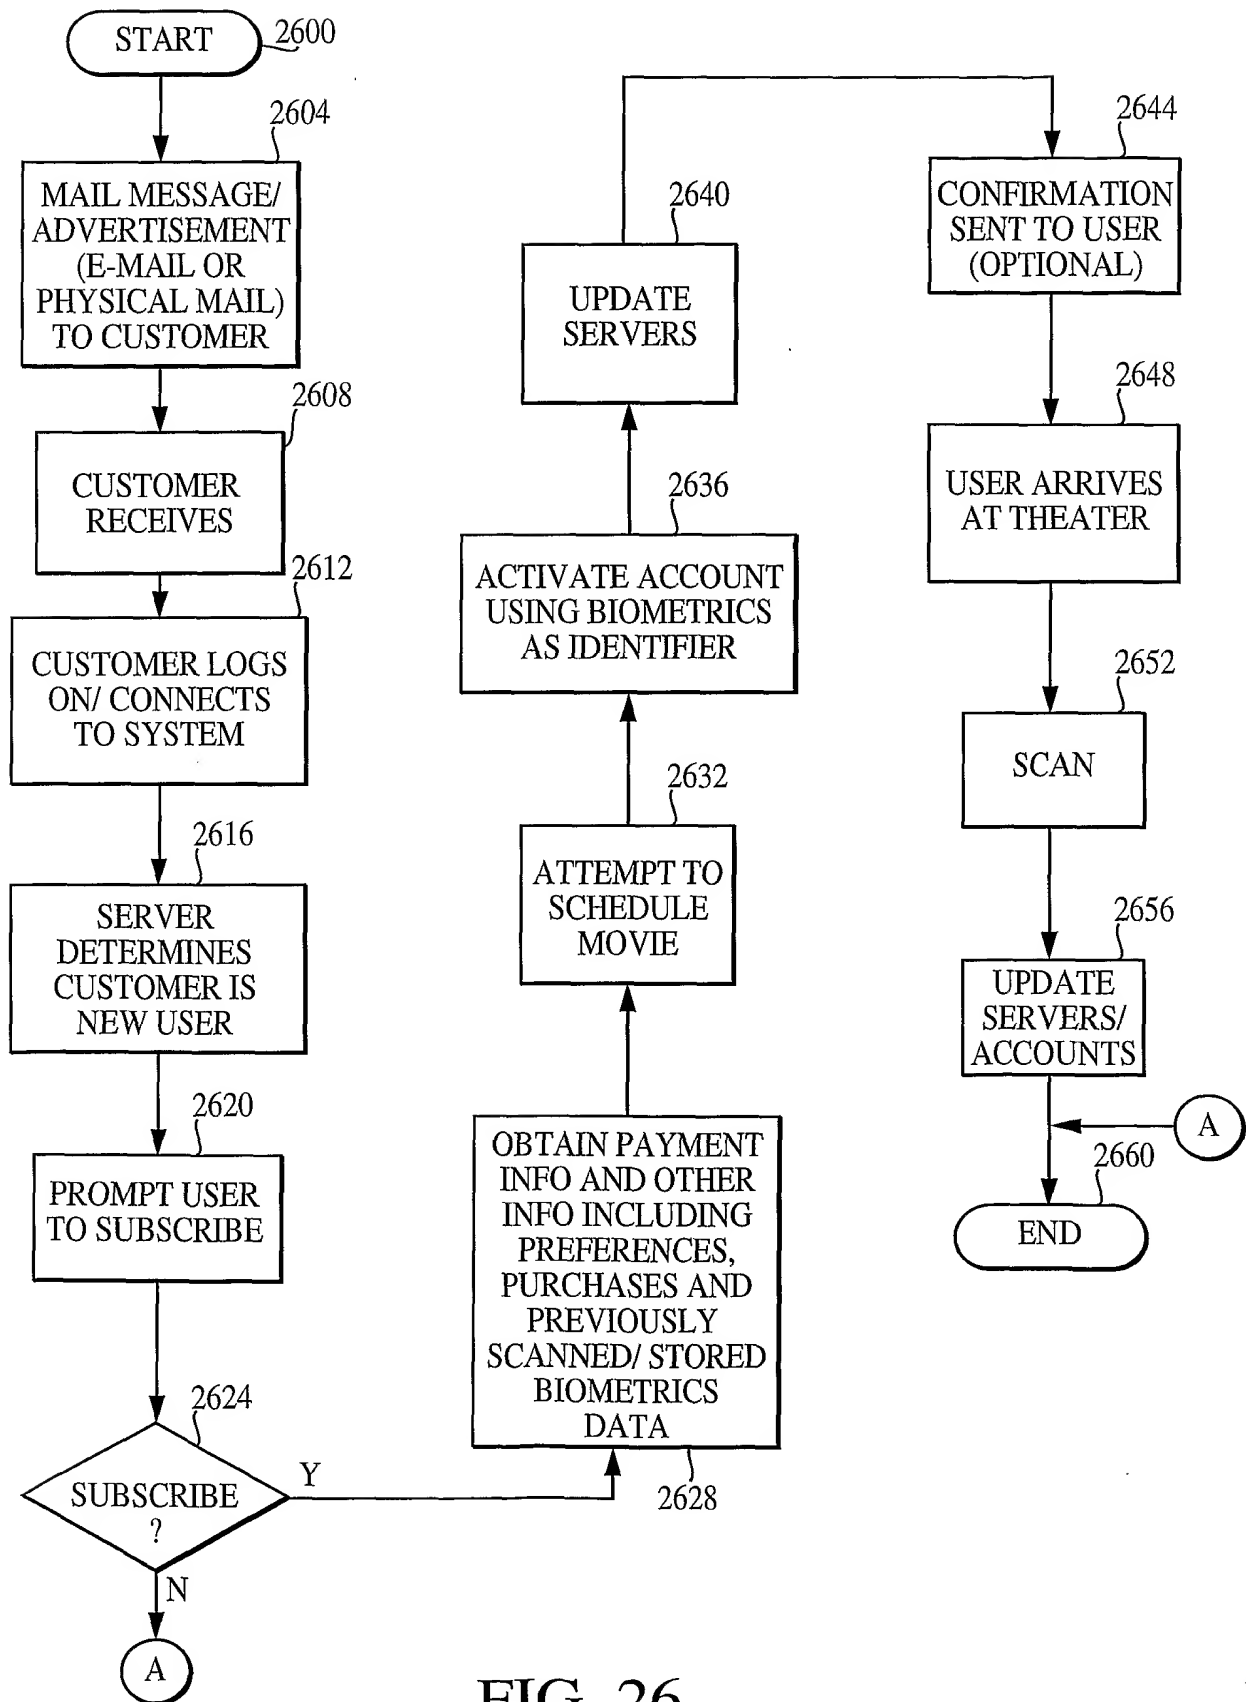 START
2600
2604
MAIL MESSAGE/
ADVERTISEMENT
(E-MAIL OR
PHYSICAL MAIL)
TO CUSTOMER
2608
CUSTOMER
RECEIVES
2612
CUSTOMER LOGS
ON/ CONNECTS
TO SYSTEM
2616
SERVER
DETERMINES
CUSTOMER IS
NEW USER
2620
PROMPT USER
TO SUBSCRIBE
2624
SUBSCRIBE
?
Y
N
A
2628
OBTAIN PAYMENT
INFO AND OTHER
INFO INCLUDING
PREFERENCES,
PURCHASES AND
PREVIOUSLY
SCANNED/ STORED
BIOMETRICS
DATA
2632
ATTEMPT TO
SCHEDULE
MOVIE
2636
ACTIVATE ACCOUNT
USING BIOMETRICS
AS IDENTIFIER
2640
UPDATE
SERVERS
2644
CONFIRMATION
SENT TO USER
(OPTIONAL)
2648
USER ARRIVES
AT THEATER
2652
SCAN
2656
UPDATE
SERVERS/
ACCOUNTS
A
2660
END
FIG. 26